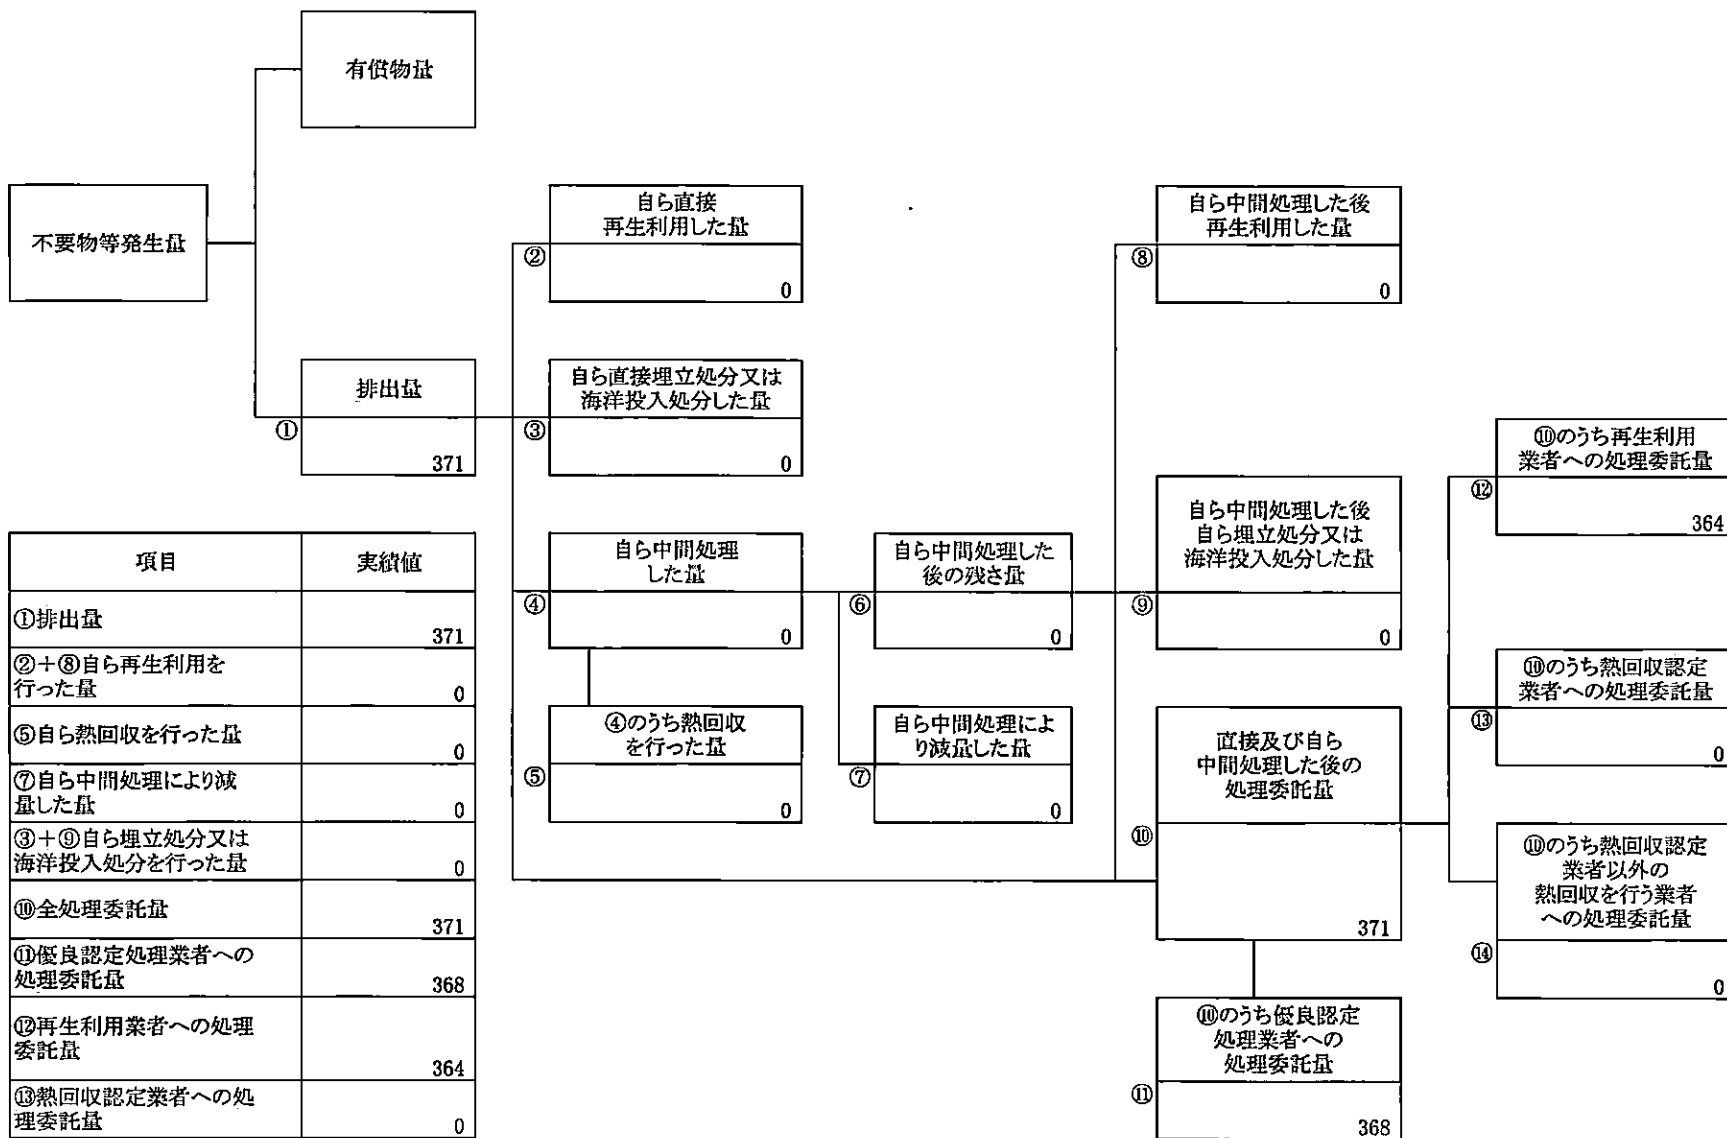 有償物量
不要物等発生量
自ら直接
再生利用した量
②
0
自ら中間処理した後
再生利用した量
⑧
0
排出量
①
371
自ら直接埋立処分又は
海洋投入処分した量
③
0
⑩のうち再生利用
業者への処理委託量
⑫
364
自ら中間処理
した量
④
0
自ら中間処理した
後の残さ量
⑥
0
自ら中間処理した後
自ら埋立処分又は
海洋投入処分した量
⑨
0
⑩のうち熱回収認定
業者への処理委託量
⑬
0
④のうち熱回収
を行った量
⑤
0
自ら中間処理によ
り減量した量
⑦
0
直接及び自ら
中間処理した後の
処理委託量
⑩
371
⑩のうち熱回収認定
業者以外の
熱回収を行う業者
への処理委託量
⑭
0
⑩のうち優良認定
処理業者への
処理委託量
⑪
368
項目 実績値
①排出量
371
②+⑧自ら再生利用を
行った量
0
⑤自ら熱回収を行った量
0
⑦自ら中間処理により減
量した量
0
③+⑨自ら埋立処分又は
海洋投入処分を行った量
0
⑩全処理委託量
371
⑪優良認定処理業者への
処理委託量
368
⑫再生利用業者への処理
委託量
364
⑬熱回収認定業者への処
理委託量
0